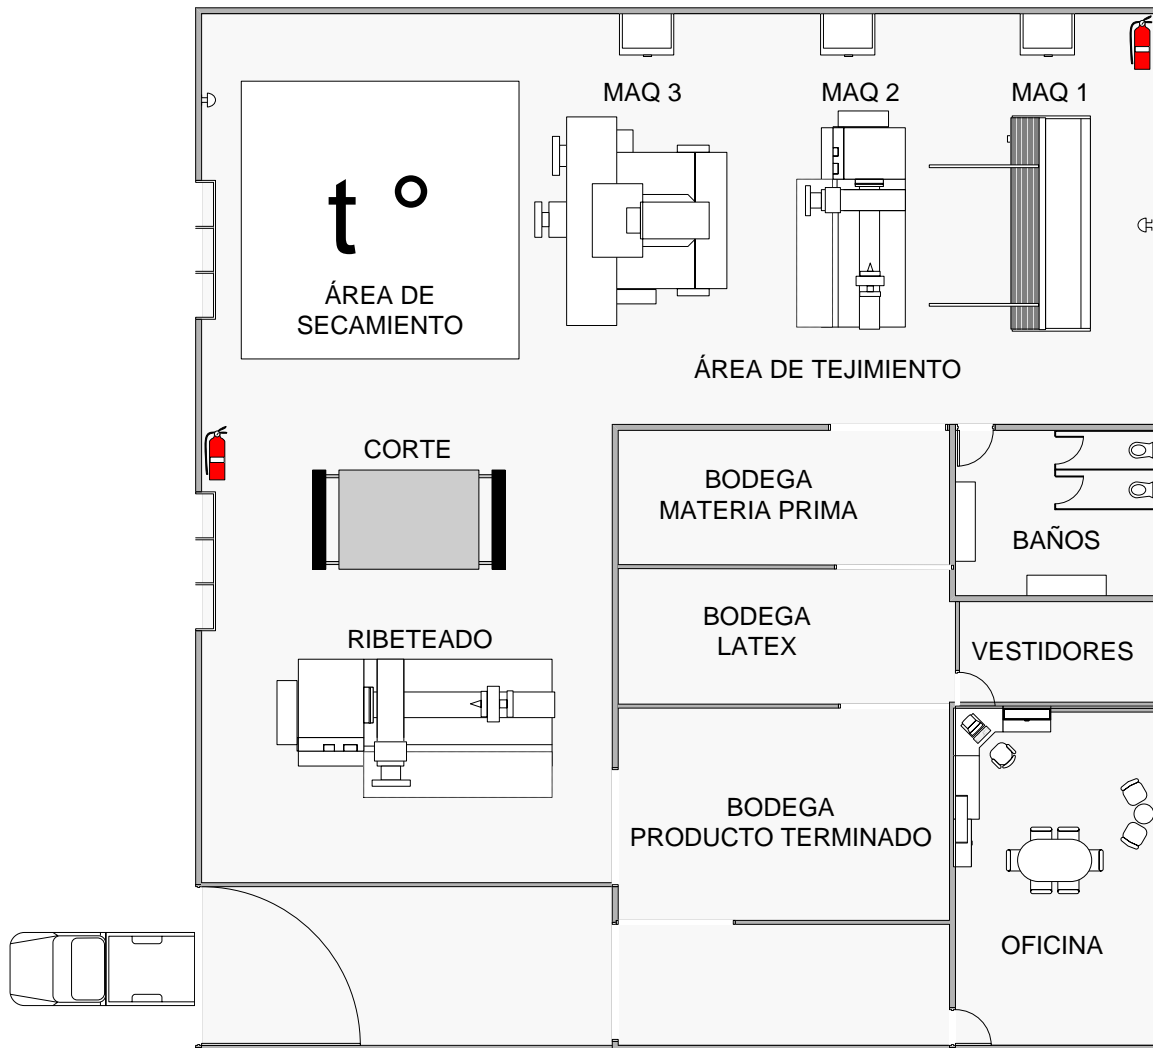 MAQ 3
MAQ 2
MAQ 1
t °
ÁREA DE
SECAMIENTO
ÁREA DE TEJIMIENTO
CORTE
BODEGA
MATERIA PRIMA
BAÑOS
RIBETEADO
BODEGA
LATEX
VESTIDORES
BODEGA
PRODUCTO TERMINADO
OFICINA